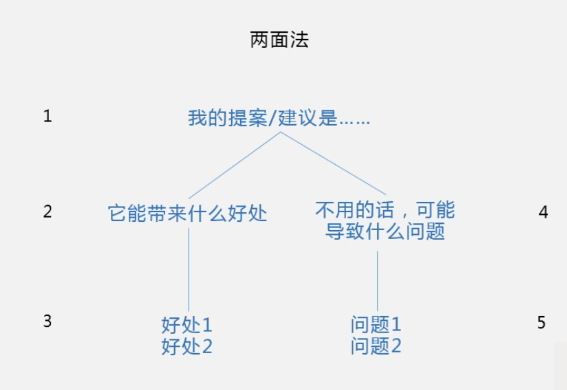 两面法
1
我的提案/建议是……
2
它能带来什么好处
不用的话，可能
导致什么问题
4
3
好处1
好处2
问题1
问题2
5